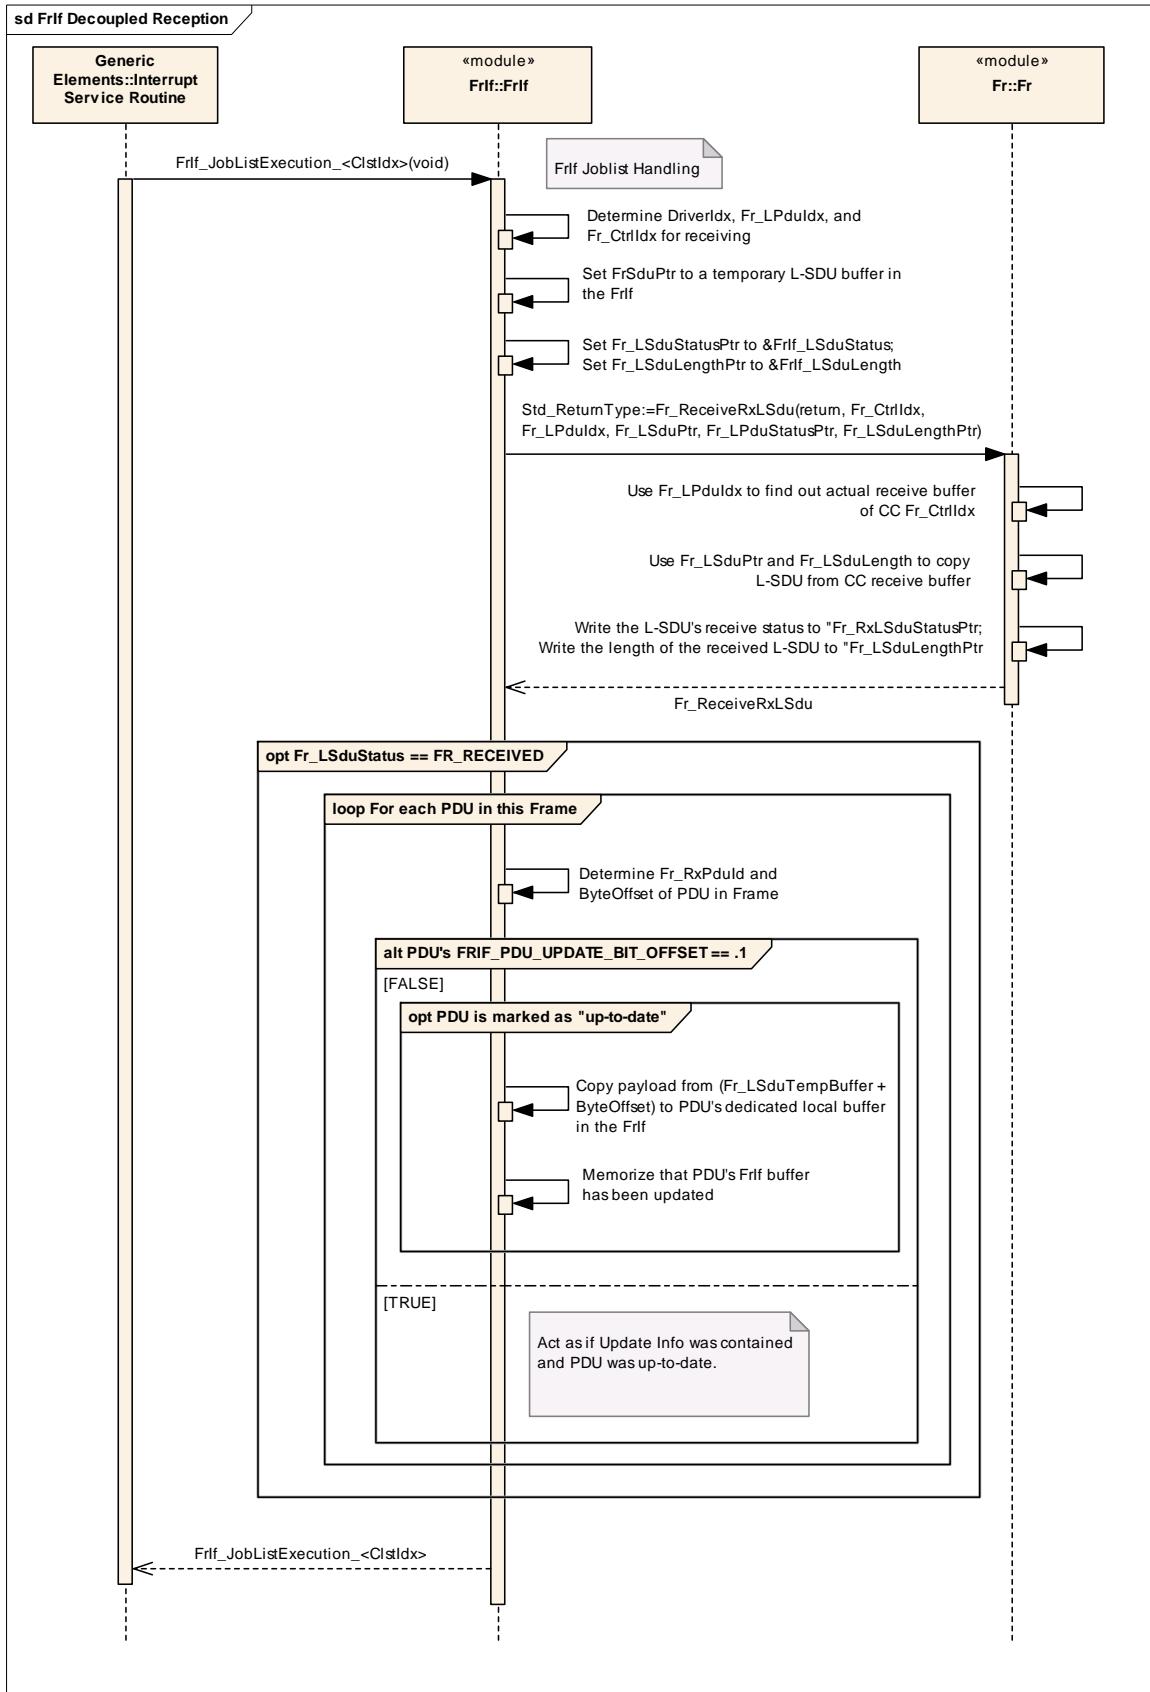 sd FrIf Decoupled Reception
Generic
Elements::Interrupt
Service Routine
«module»
FrIf::FrIf
«module»
Fr::Fr
FrIf_JobListExecution_<ClstIdx>(void)
FrIf Joblist Handling
Determine DriverIdx, Fr_LPduIdx, and
Fr_CtrlIdx for receiving
Set FrSduPtr to a temporary L-SDU buffer in
the FrIf
Set Fr_LSduStatusPtr to &FrIf_LSduStatus;
Set Fr_LSduLengthPtr to &FrIf_LSduLength
Std_ReturnType:=Fr_ReceiveRxLSdu(return, Fr_CtrlIdx,
Fr_LPduIdx, Fr_LSduPtr, Fr_LPduStatusPtr, Fr_LSduLengthPtr)
Use Fr_LPduIdx to find out actual receive buffer
of CC Fr_CtrlIdx
Use Fr_LSduPtr and Fr_LSduLength to copy
L-SDU from CC receive buffer
Write the L-SDU's receive status to "Fr_RxLSduStatusPtr;
Write the length of the received L-SDU to "Fr_LSduLengthPtr
Fr_ReceiveRxLSdu
opt Fr_LSduStatus == FR_RECEIVED
loop For each PDU in this Frame
Determine Fr_RxPduId and
ByteOffset of PDU in Frame
alt PDU's FRIF_PDU_UPDATE_BIT_OFFSET == .1
[FALSE]
opt PDU is marked as "up-to-date"
Copy payload from (Fr_LSduTempBuffer +
ByteOffset) to PDU's dedicated local buffer
in the FrIf
Memorize that PDU's FrIf buffer
has been updated
[TRUE]
Act as if Update Info was contained
and PDU was up-to-date.
FrIf_JobListExecution_<ClstIdx>